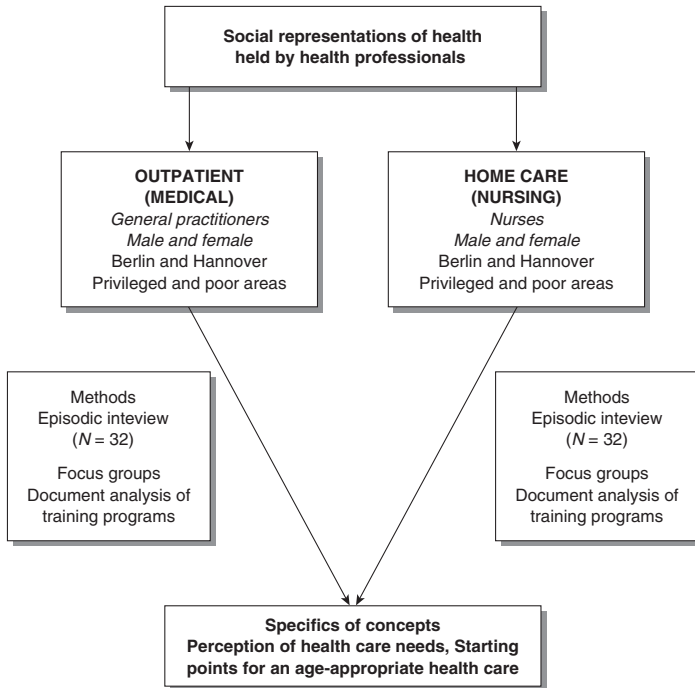 Social representations of health
held by health professionals
OUTPATIENT
(MEDICAL)
General practitioners
Male and female
Berlin and Hannover
Privileged and poor areas
HOME CARE
(NURSING)
Nurses
Male and female
Berlin and Hannover
Privileged and poor areas
Methods
Episodic inteview
(N = 32)
Focus groups
Document analysis of
training programs
Methods
Episodic interview
(N = 32)
Focus groups
Document analysis of
training programs
Specifics of concepts
Perception of health care needs, Starting
points for an age-appropriate health care